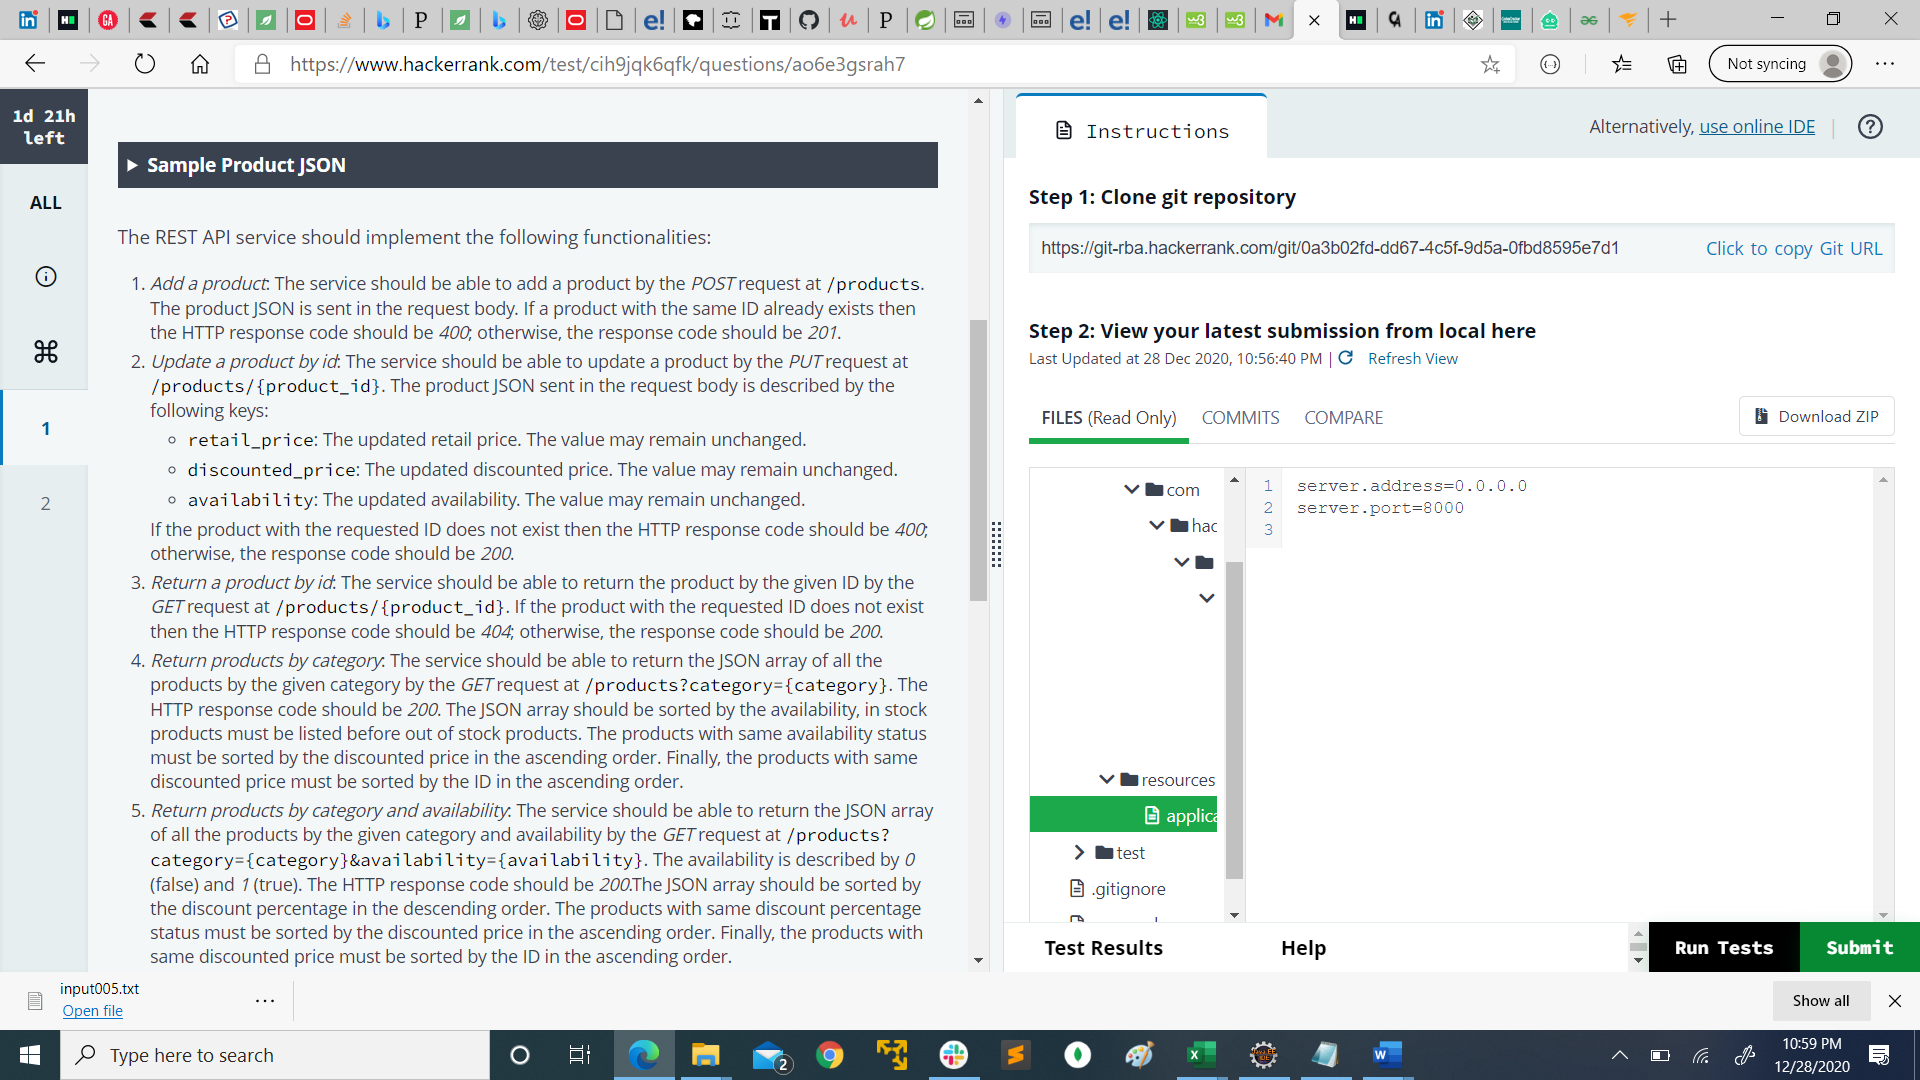 https://www.hackerrank.com/test/cih9jqk6qfk/questions/ao6e3gsrah7
Not syncing
1d 21h
left
ALL
1
2
Sample Product JSON
The REST API service should implement the following functionalities:
1. Add a product: The service should be able to add a product by the POST request at /products.
The product JSON is sent in the request body. If a product with the same ID already exists then
the HTTP response code should be 400; otherwise, the response code should be 201.
2. Update a product by id: The service should be able to update a product by the PUT request at
/products/{product_id}. The product JSON sent in the request body is described by the
following keys:
retail_price: The updated retail price. The value may remain unchanged.
discounted_price: The updated discounted price. The value may remain unchanged.
availability: The updated availability. The value may remain unchanged.
If the product with the requested ID does not exist then the HTTP response code should be 400;
otherwise, the response code should be 200.
3. Return a product by id: The service should be able to return the product by the given ID by the
GET request at /products/{product_id}. If the product with the requested ID does not exist
then the HTTP response code should be 404; otherwise, the response code should be 200.
4. Return products by category: The service should be able to return the JSON array of all the
products by the given category by the GET request at /products?category={category}. The
HTTP response code should be 200. The JSON array should be sorted by the availability, in stock
products must be listed before out of stock products. The products with same availability status
must be sorted by the discounted price in the ascending order. Finally, the products with same
discounted price must be sorted by the ID in the ascending order.
5. Return products by category and availability: The service should be able to return the JSON array
of all the products by the given category and availability by the GET request at /products?
category={category}&availability={availability}. The availability is described by 0
(false) and 1 (true). The HTTP response code should be 200.The JSON array should be sorted by
the discount percentage in the descending order. The products with same discount percentage
status must be sorted by the discounted price in the ascending order. Finally, the products with
same discounted price must be sorted by the ID in the ascending order.
Instructions
Alternatively, use online IDE
Step 1: Clone git repository
https://git-rba.hackerrank.com/git/0a3b02fd-dd67-4c5f-9d5a-0fbd8595e7d1
Click to copy Git URL
Step 2: View your latest submission from local here
Last Updated at 28 Dec 2020, 10:56:40 PM | Refresh View
FILES (Read Only) COMMITS COMPARE
Download ZIP
com
hac
resources
applica
test
.gitignore
1 server.address=0.0.0.0
2 server.port=8000
3
Test Results
Help
Run Tests
Submit
input005.txt
Open file
Show all
Type here to search
2
10:59 PM
12/28/2020